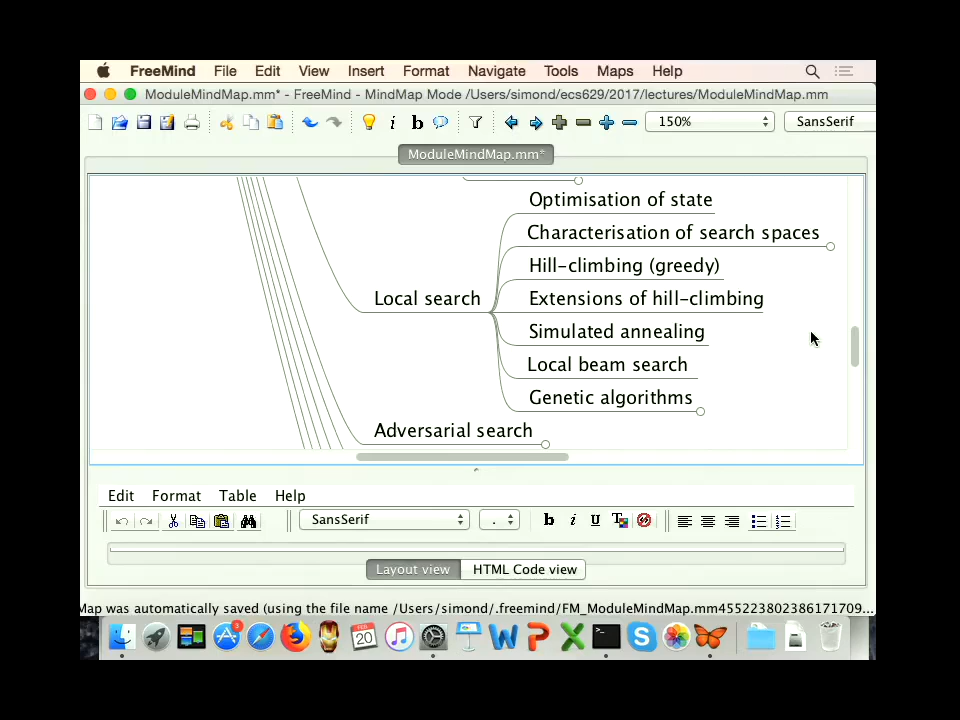 FreeMind File Edit View Insert Format Navigate Tools Maps Help
ModuleMindMap.mm* - FreeMind - MindMap Mode /Users/simond/ecs629/2017/lectures/ModuleMindMap.mm
i b 150% SansSerif
ModuleMindMap.mm*
Optimisation of state
Characterisation of search spaces
Hill-climbing (greedy)
Local search
Extensions of hill-climbing
Simulated annealing
Local beam search
Genetic algorithms
Adversarial search
Edit Format Table Help
SansSerif . b i U T
Layout view HTML Code view
Map was automatically saved (using the file name /Users/simond/.freemind/FM_ModuleMindMap.mm455223802386171709...
3 FEB 20 W P X S